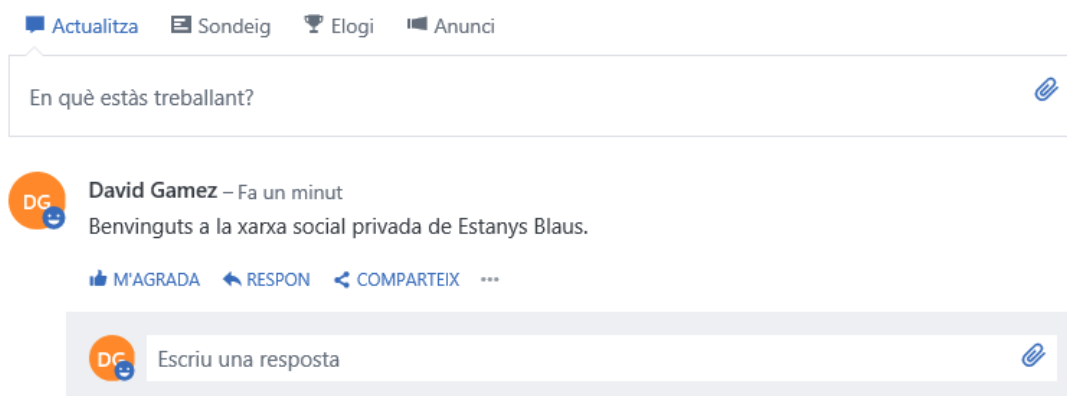 Actualitza Sondeig Elogi Anunci
En què estàs treballant?
DG
David Gamez – Fa un minut
Benvinguts a la xarxa social privada de Estanys Blaus.
M'AGRADA RESPON COMPARTEIX
DG Escriu una resposta